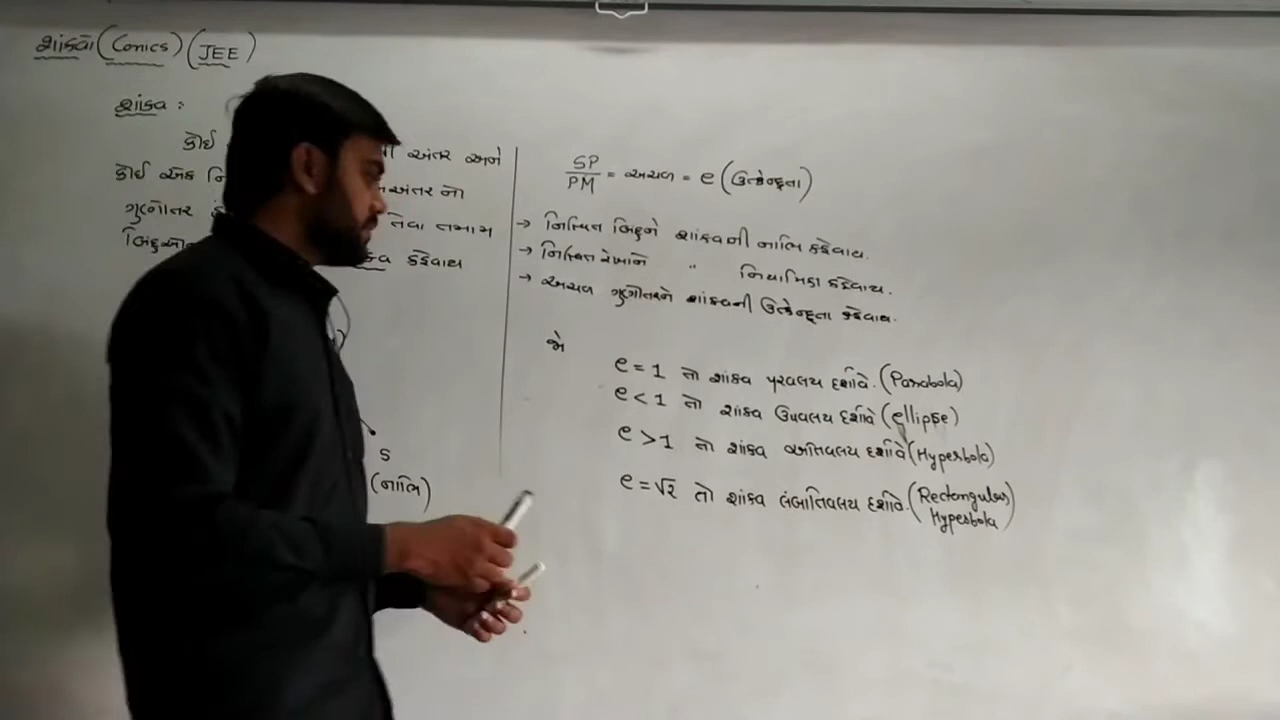 શાંકવો (Conics) (JEE)
શાંકવ :
કોઈ અંતર અને
કોઈ એક અંતર નો
ગુણોતર તેવા તમામ
બિંદુઓ કહેવાય
S
(નાભિ)
SP/PM = અચળ = e (ઉત્કેન્દ્રતા)
→ નિશ્ચિત બિંદુને શાંકવની નાભિ કહેવાય.
→ નિશ્ચિત રેખાને " નિયામિકા કહેવાય.
→ અચળ ગુણોતરને શાંકવની ઉત્કેન્દ્રતા કહેવાય.
જો
e = 1 તો શાંકવ પરવલય દર્શાવે. (Parabola)
e < 1 તો શાંકવ ઉપવલય દર્શાવે (ellipse)
e > 1 તો શાંકવ અતિવલય દર્શાવે (Hyperbola)
e = √2 તો શાંકવ લંબાતિવલય દર્શાવે. (Rectangular Hyperbola)